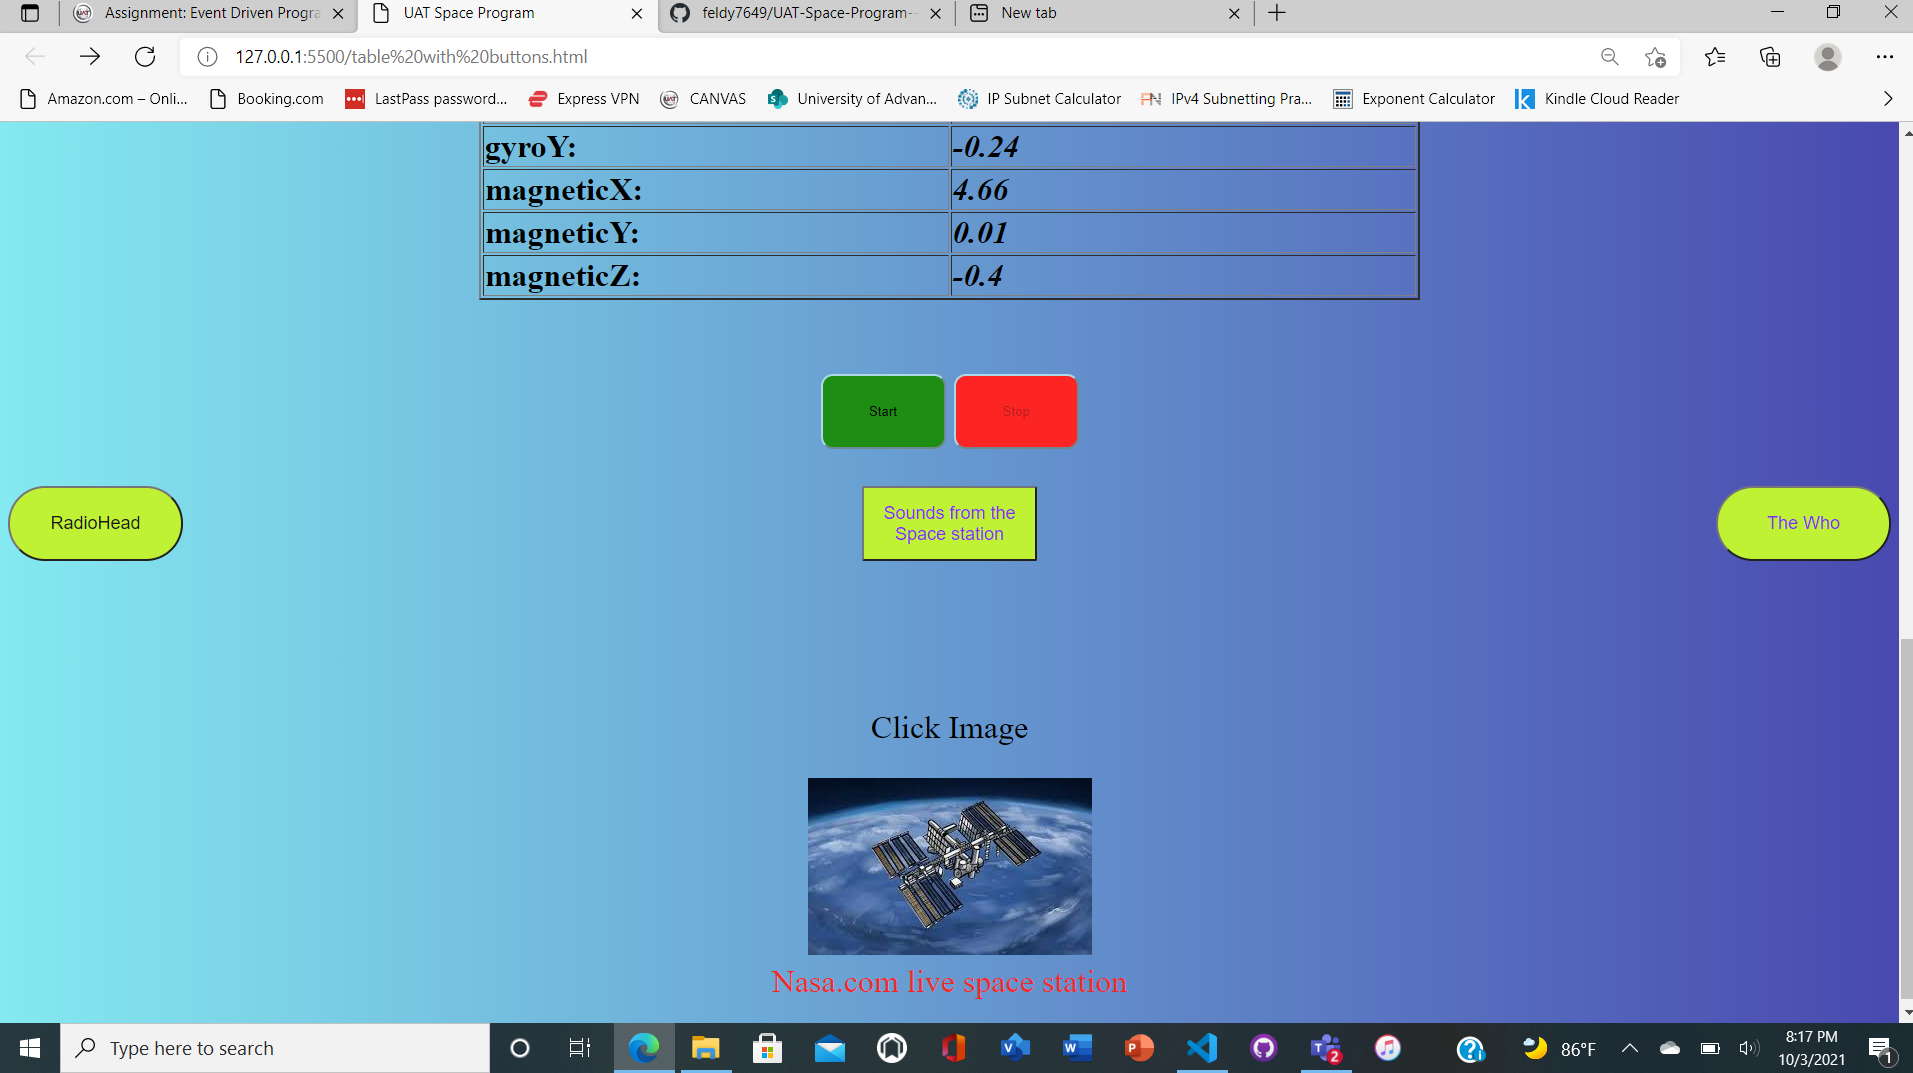 Assignment: Event Driven Progra
UAT Space Program
feldy7649/UAT-Space-Program-
New tab
127.0.0.1:5500/table%20with%20buttons.html
Amazon.com – Onli...
Booking.com
LastPass password...
Express VPN
CANVAS
University of Advan...
IP Subnet Calculator
IPv4 Subnetting Pra...
Exponent Calculator
Kindle Cloud Reader
gyroY: -0.24
magneticX: 4.66
magneticY: 0.01
magneticZ: -0.4
Start
Stop
RadioHead
Sounds from the
Space station
The Who
Click Image
Nasa.com live space station
Type here to search
2
86°F
8:17 PM
10/3/2021
1